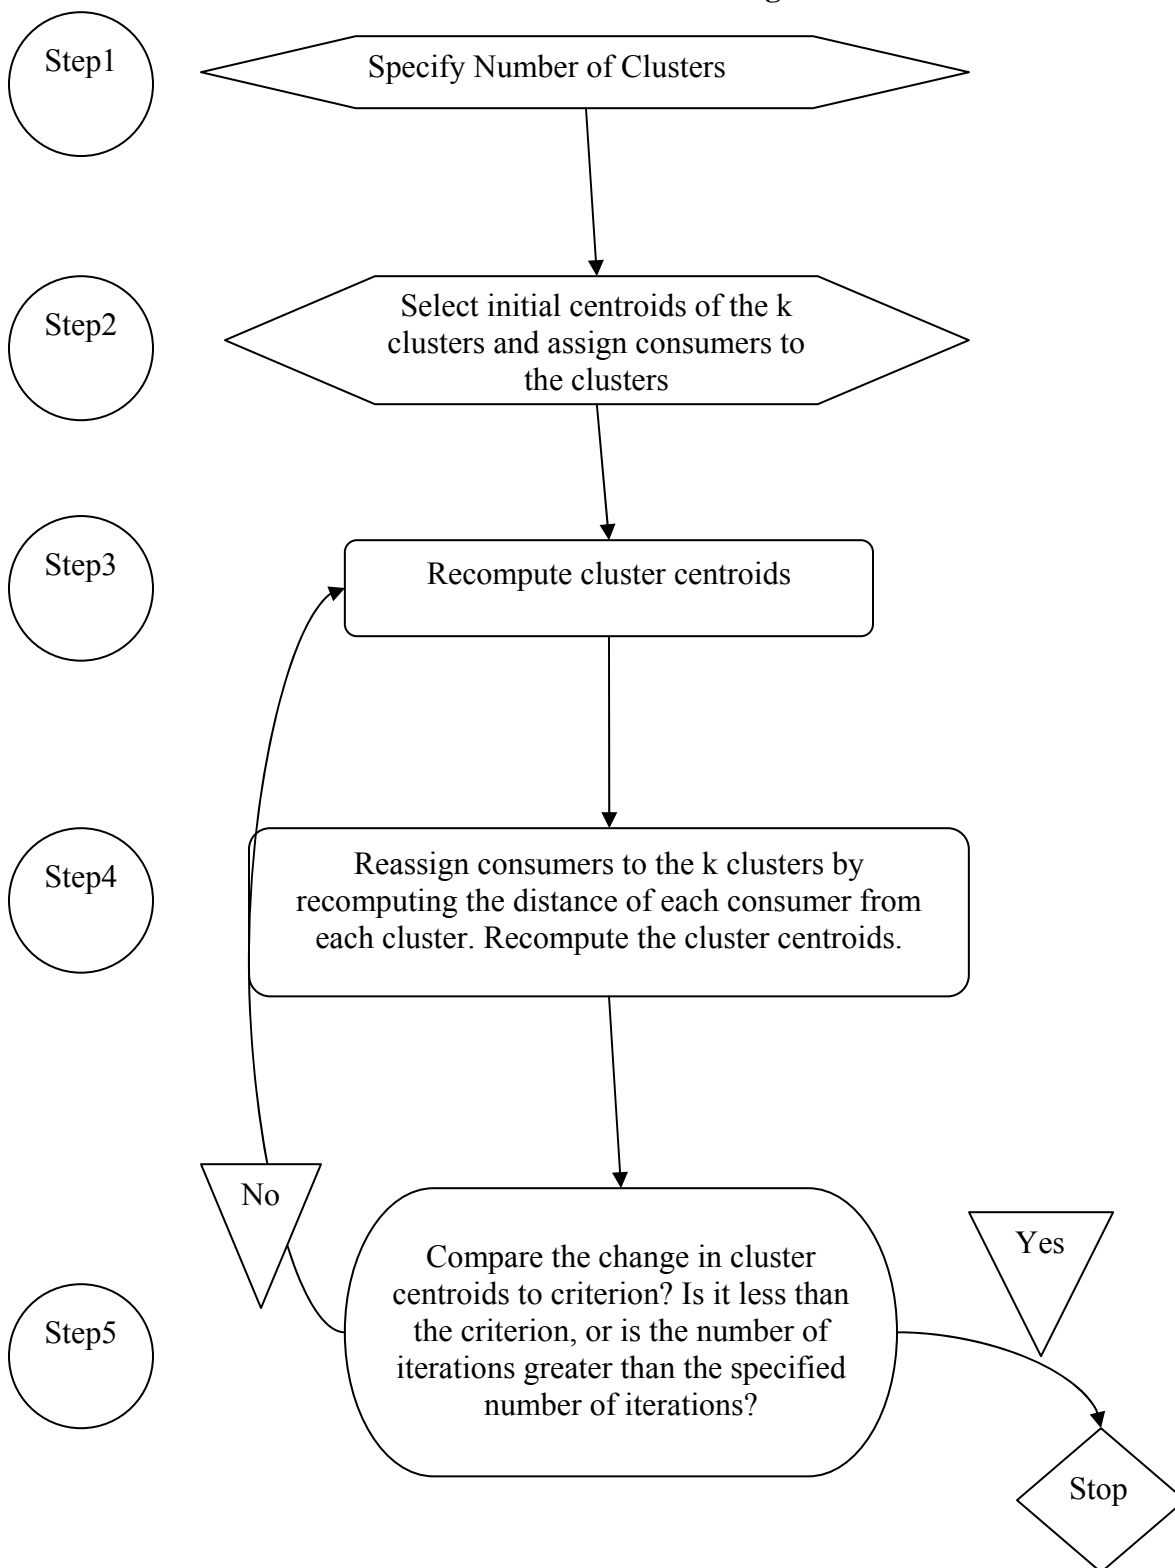 Step1
Specify Number of Clusters
Step2
Select initial centroids of the k
clusters and assign consumers to
the clusters
Step3
Recompute cluster centroids
Step4
Reassign consumers to the k clusters by
recomputing the distance of each consumer from
each cluster. Recompute the cluster centroids.
No
Yes
Step5
Compare the change in cluster
centroids to criterion? Is it less than
the criterion, or is the number of
iterctions greater than the specified
number of iterations?
Stop